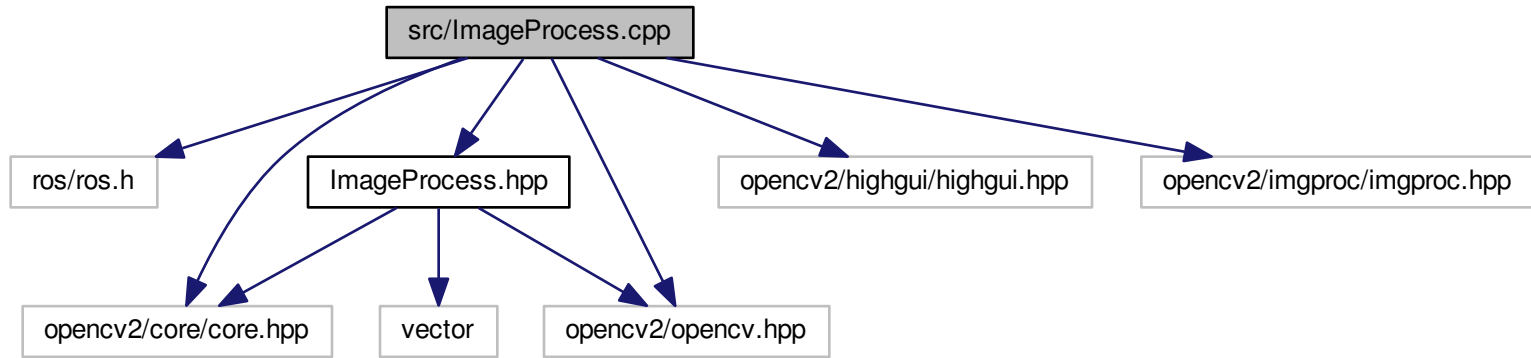 src/ImageProcess.cpp
ros/ros.h
ImageProcess.hpp
opencv2/highgui/highgui.hpp
opencv2/imgproc/imgproc.hpp
opencv2/core/core.hpp
vector
opencv2/opencv.hpp